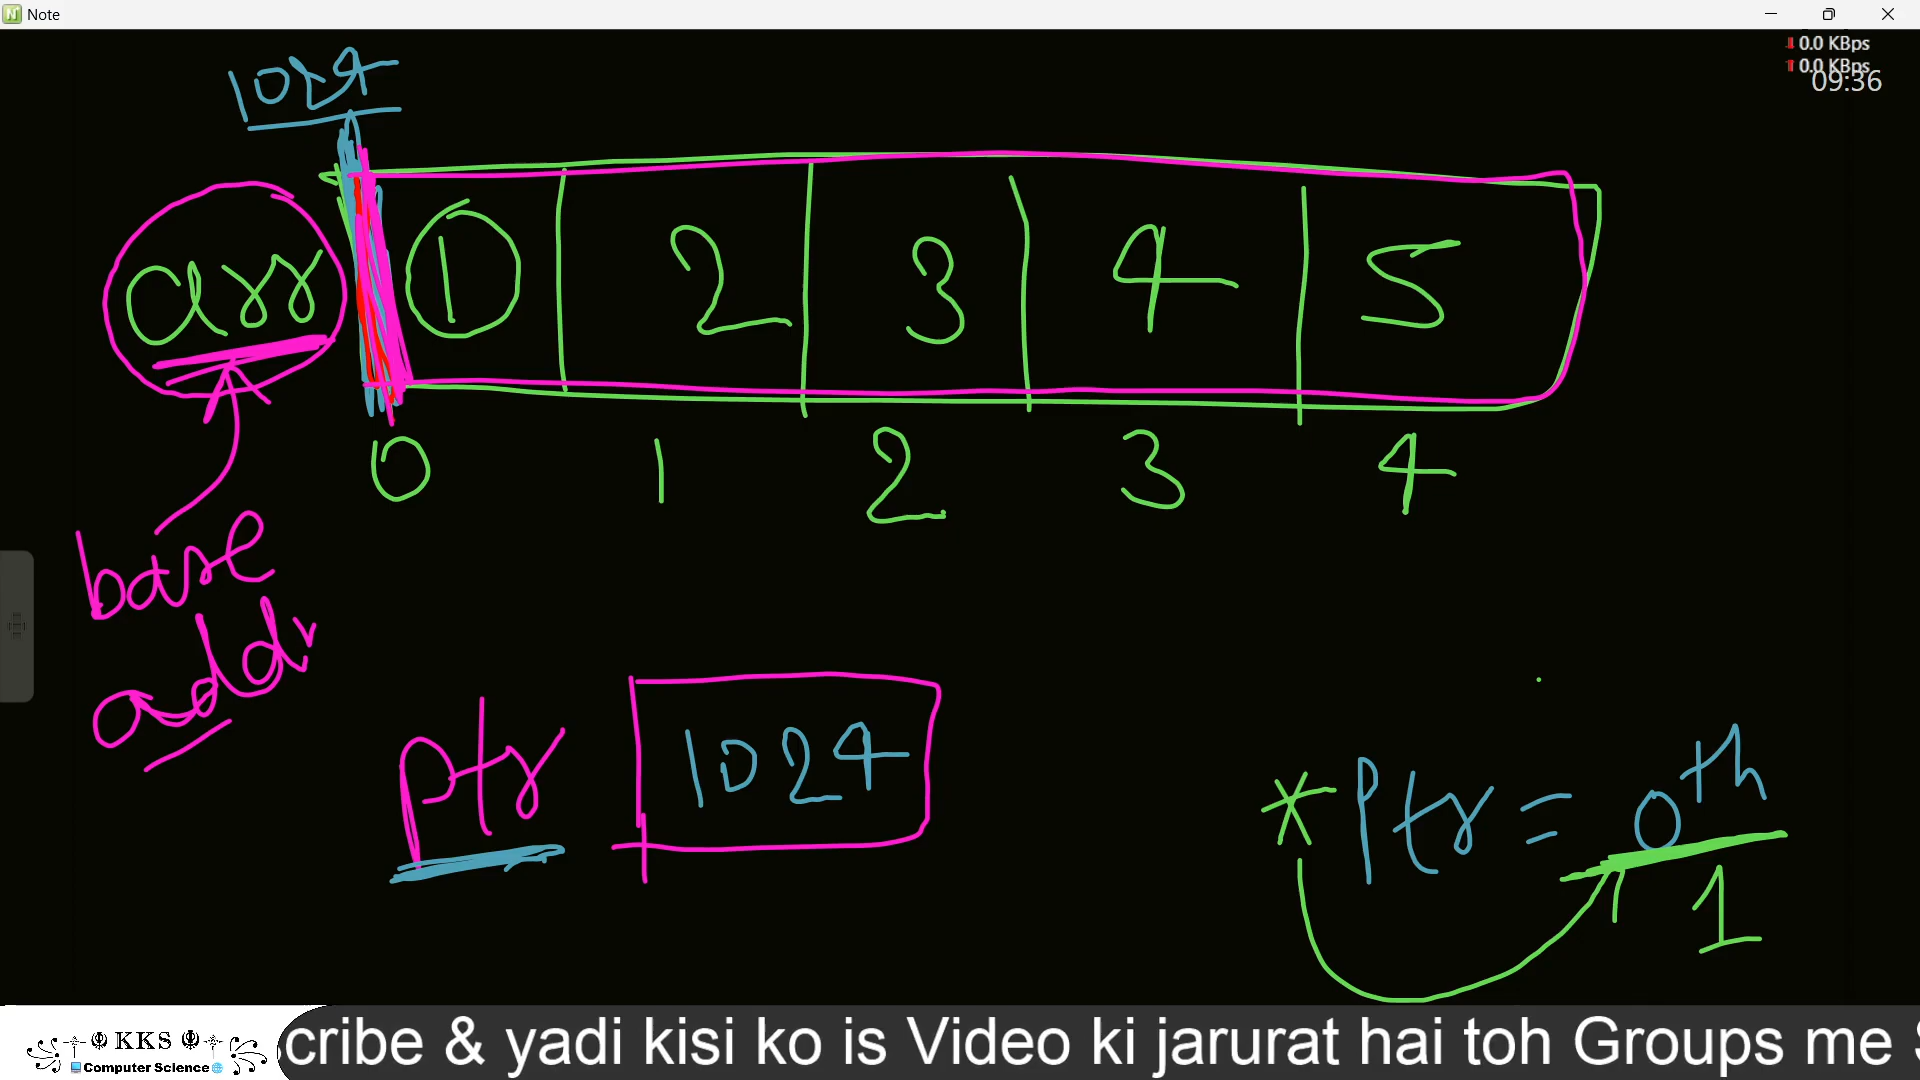 Note
0.0 KBps
0.0 KBps
09:36
1024
arr
1 2 3 4 5
0 1 2 3 4
base
addr
ptr 1024
*Ptr = 0th
1
KKS
Computer Science
cribe & yadi kisi ko is Video ki jarurat hai toh Groups me